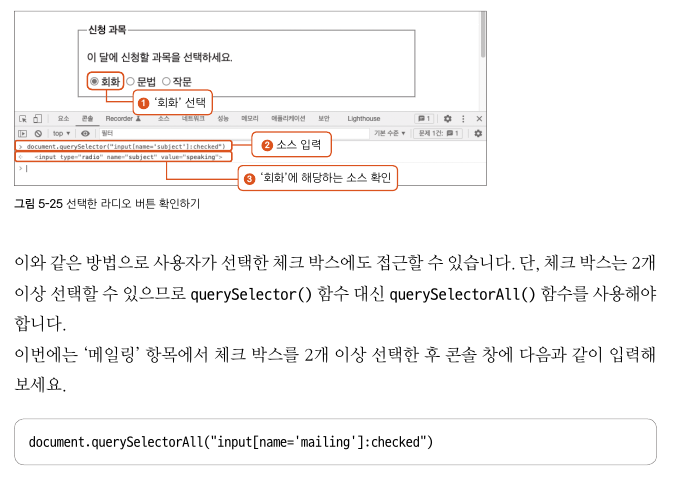 신청 과목
이 달에 신청할 과목을 선택하세요.
회화 문법 작문
1 '회화' 선택
요소 콘솔 Recorder 소스 네트워크 성능 메모리 애플리케이션 보안 Lighthouse 1
top ▼ 필터 기본 수준 ▼ 문제 1건: 1
> document.querySelector("input[name='subject']:checked")
2 소스 입력
< <input type="radio" name="subject" value="speaking">
>
3 '회화'에 해당하는 소스 확인
그림 5-25 선택한 라디오 버튼 확인하기
이와 같은 방법으로 사용자가 선택한 체크 박스에도 접근할 수 있습니다. 단, 체크 박스는 2개
이상 선택할 수 있으므로 querySelector() 함수 대신 querySelectorAll() 함수를 사용해야
합니다.
이번에는 '메일링' 항목에서 체크 박스를 2개 이상 선택한 후 콘솔 창에 다음과 같이 입력해
보세요.
document.querySelectorAll("input[name='mailing']:checked")